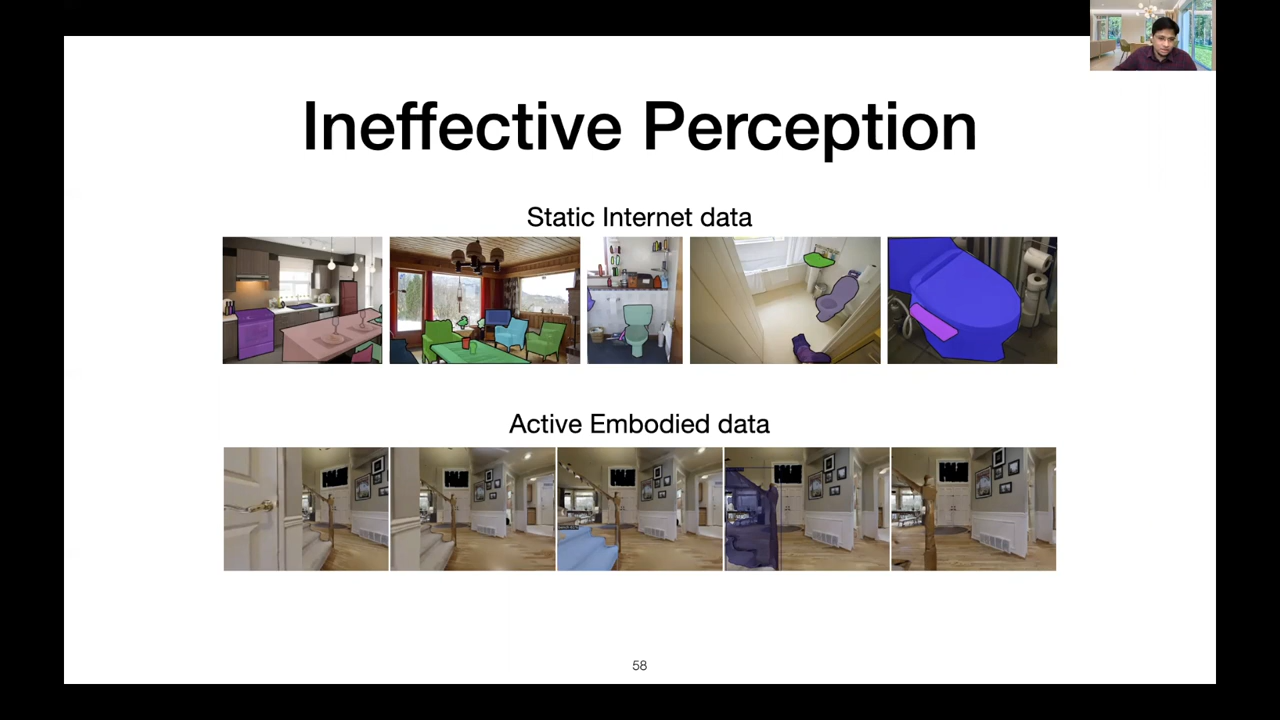 Ineffective Perception
Static Internet data
Active Embodied data
58